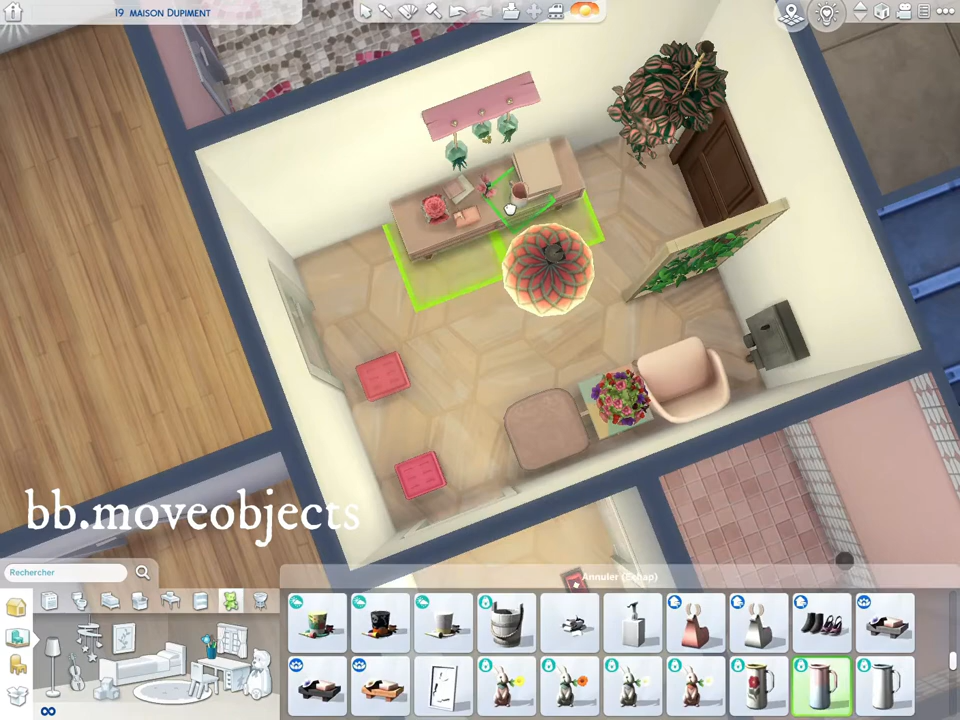 19 MAISON DUPIMENT
bb.moveobjects
Rechercher
Annuler (Échap)